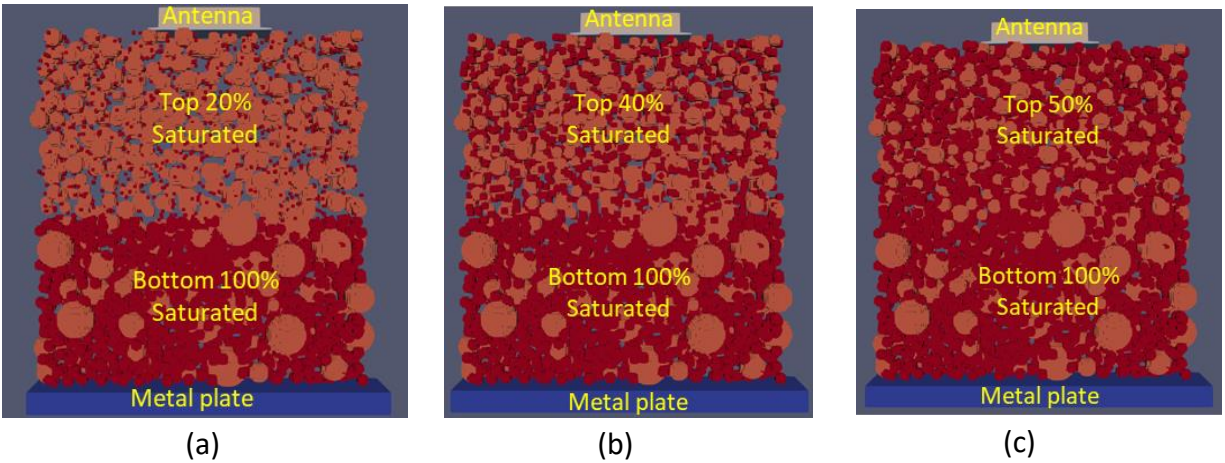 Antenna
Top 20%
Saturated
Bottom 100%
Saturated
Metal plate
(a)
Antenna
Top 40%
Saturated
Bottom 100%
Saturated
Metal plate
(b)
Antenna
Top 50%
Saturated
Bottom 100%
Saturated
Metal plate
(c)